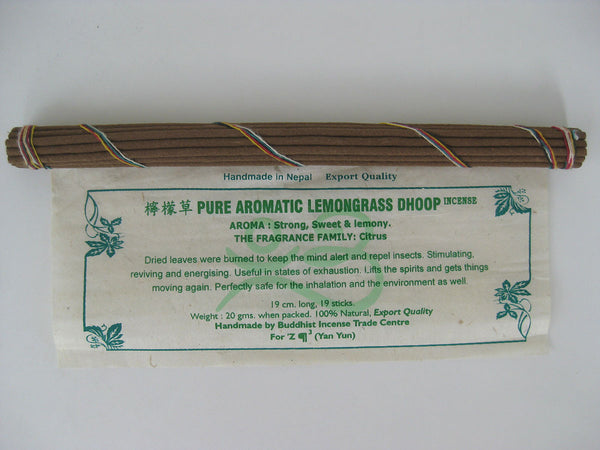 Handmade in Nepal Export Quality
檸檬草 PURE AROMATIC LEMONGRASS DHOOP INCENSE
AROMA : Strong, Sweet & lemony.
THE FRAGRANCE FAMILY: Citrus
Dried leaves were burned to keep the mind alert and repel insects. Stimulating,
reviving and energising. Useful in states of exhaustion. Lifts the spirits and gets things
moving again. Perfectly safe for the inhalation and the environment as well.
19 cm. long, 19 sticks.
Weight : 20 gms. when packed. 100% Natural, Export Quality
Handmade by Buddhist Incense Trade Centre
For 'Z ¶³ (Yan Yun)